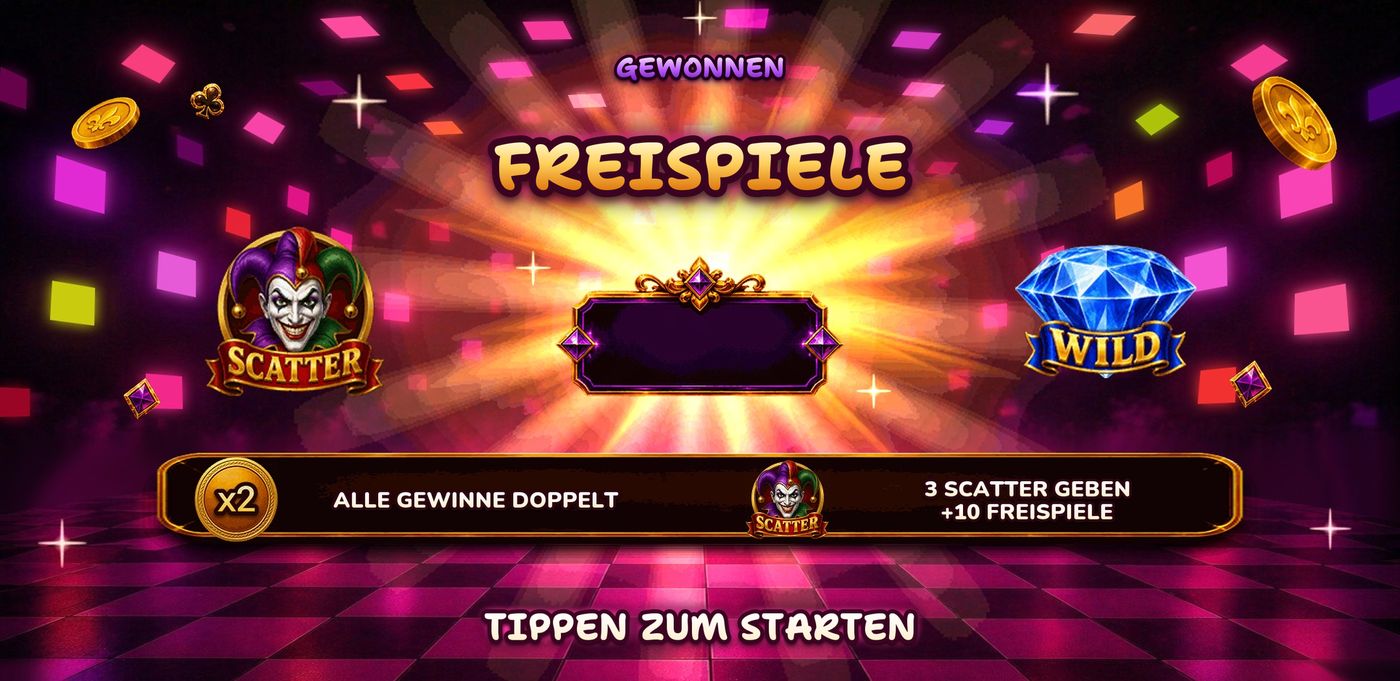 GEWONNEN
FREISPIELE
SCATTER
WILD
x2
ALLE GEWINNE DOPPELT
SCATTER
3 SCATTER GEBEN
+10 FREISPIELE
TIPPEN ZUM STARTEN